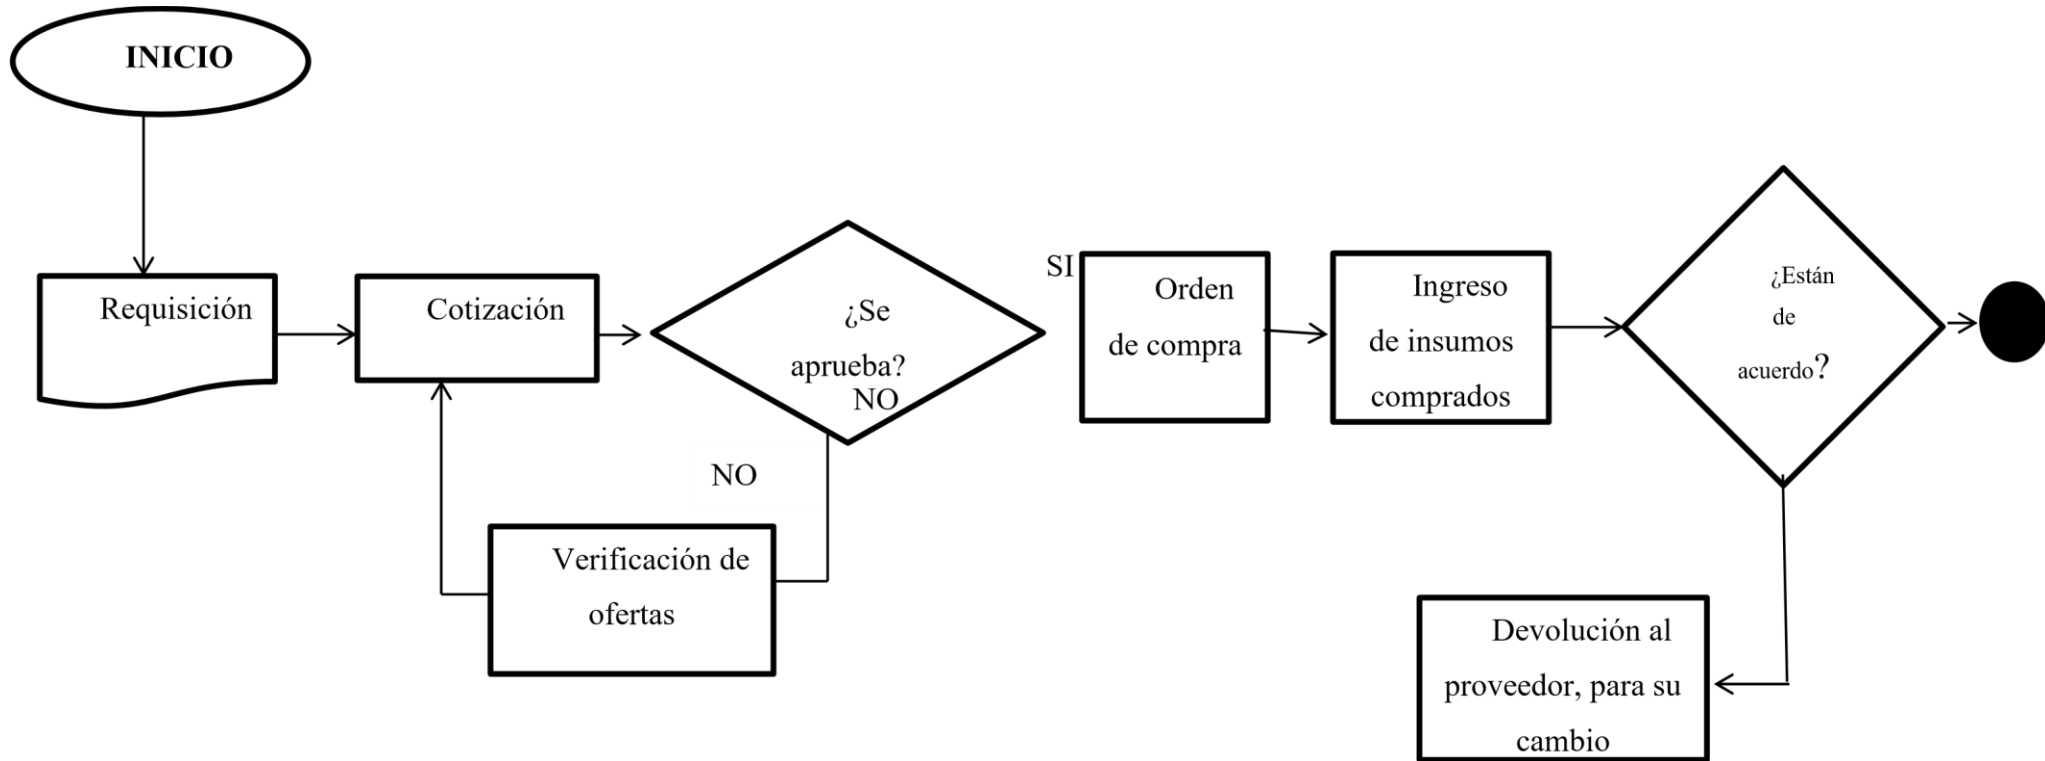 INICIO
Requisición
Cotización
¿Se
aprueba?
NO
NO
Verificación de
ofertas
SI
Orden
de compra
Ingreso
de insumos
comprados
¿Están
de
acuerdo?
Devolución al
proveedor, para su
cambio